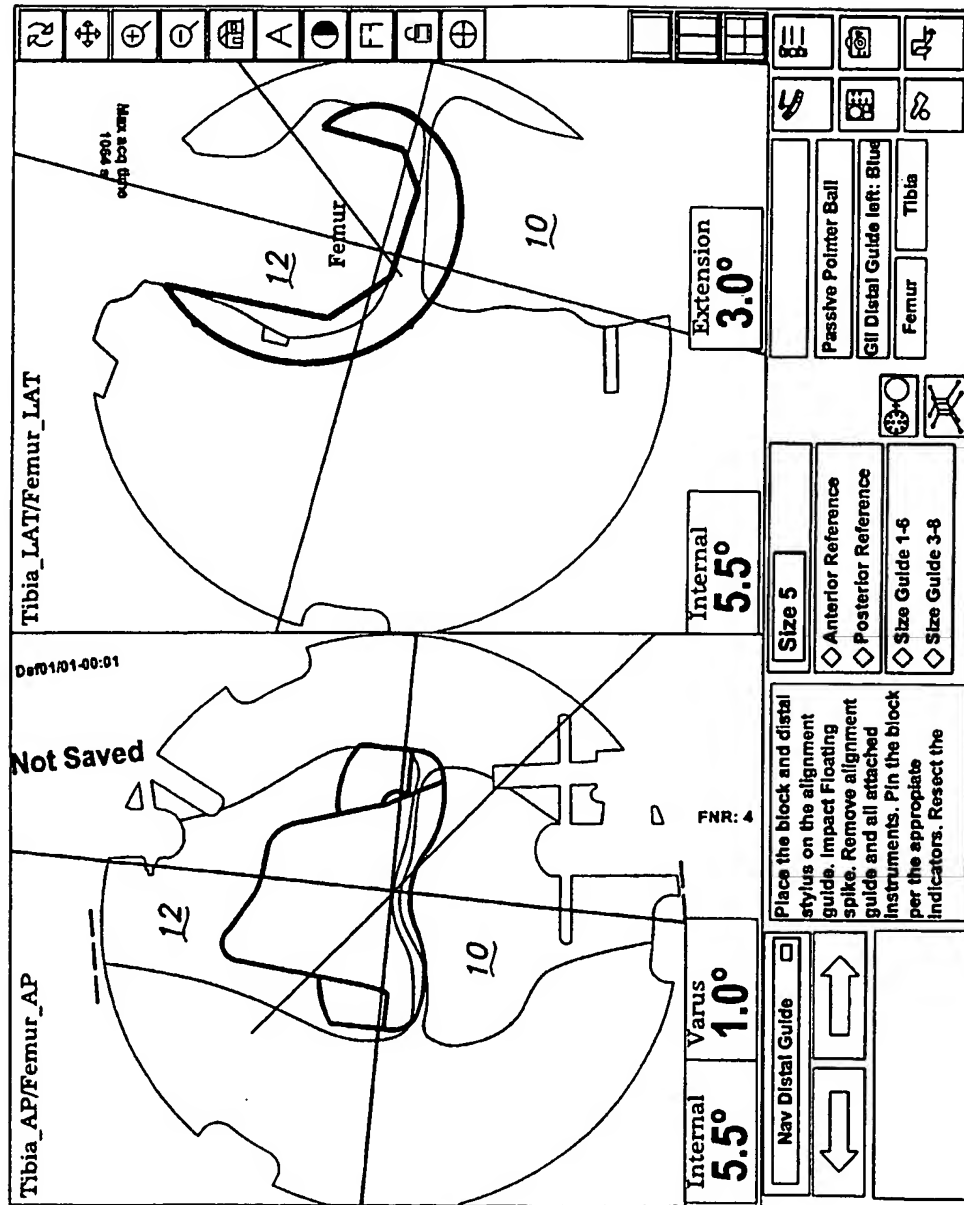 Tibia_AP/Femur_AP
Not Saved
Def01/01-00:01
12
10
FNR: 4
Internal
5.5°
Varus
1.0°
Tibia_LAT/Femur_LAT
Max acq time
1064 s
12
Femur
10
Internal
5.5°
Extension
3.0°
A
Nav Distal Guide
Place the block and distal
stylus on the alignment
guide. Impact Floating
spike. Remove alignment
guide and all attached
instruments. Pin the block
per the appropiate
indicators. Resect the
Size 5
Anterior Reference
Posterior Reference
Size Guide 1-6
Size Guide 3-8
Passive Pointer Ball
GII Distal Guide left: Blue
Femur
Tibia